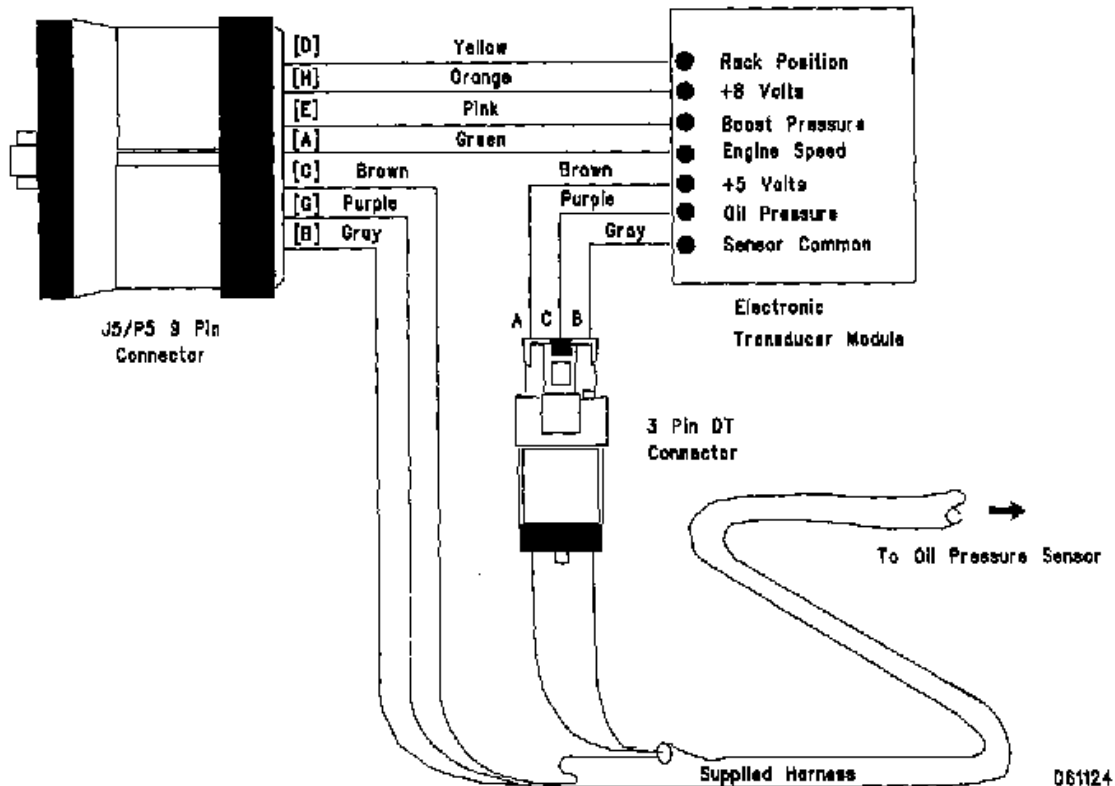 [D] Yellow
[H] Orange
[E] Pink
[A] Green
[C] Brown
[G] Purple
[B] Gray
J5/P5 9 Pin
Connector
Rack Position
+8 Volts
Boost Pressure
Engine Speed
+5 Volts
Oil Pressure
Sensor Common
Brown
Purple
Gray
Electronic
Transducer Module
A C B
3 Pin DT
Connector
To Oil Pressure Sensor
Supplied Harness
D61124